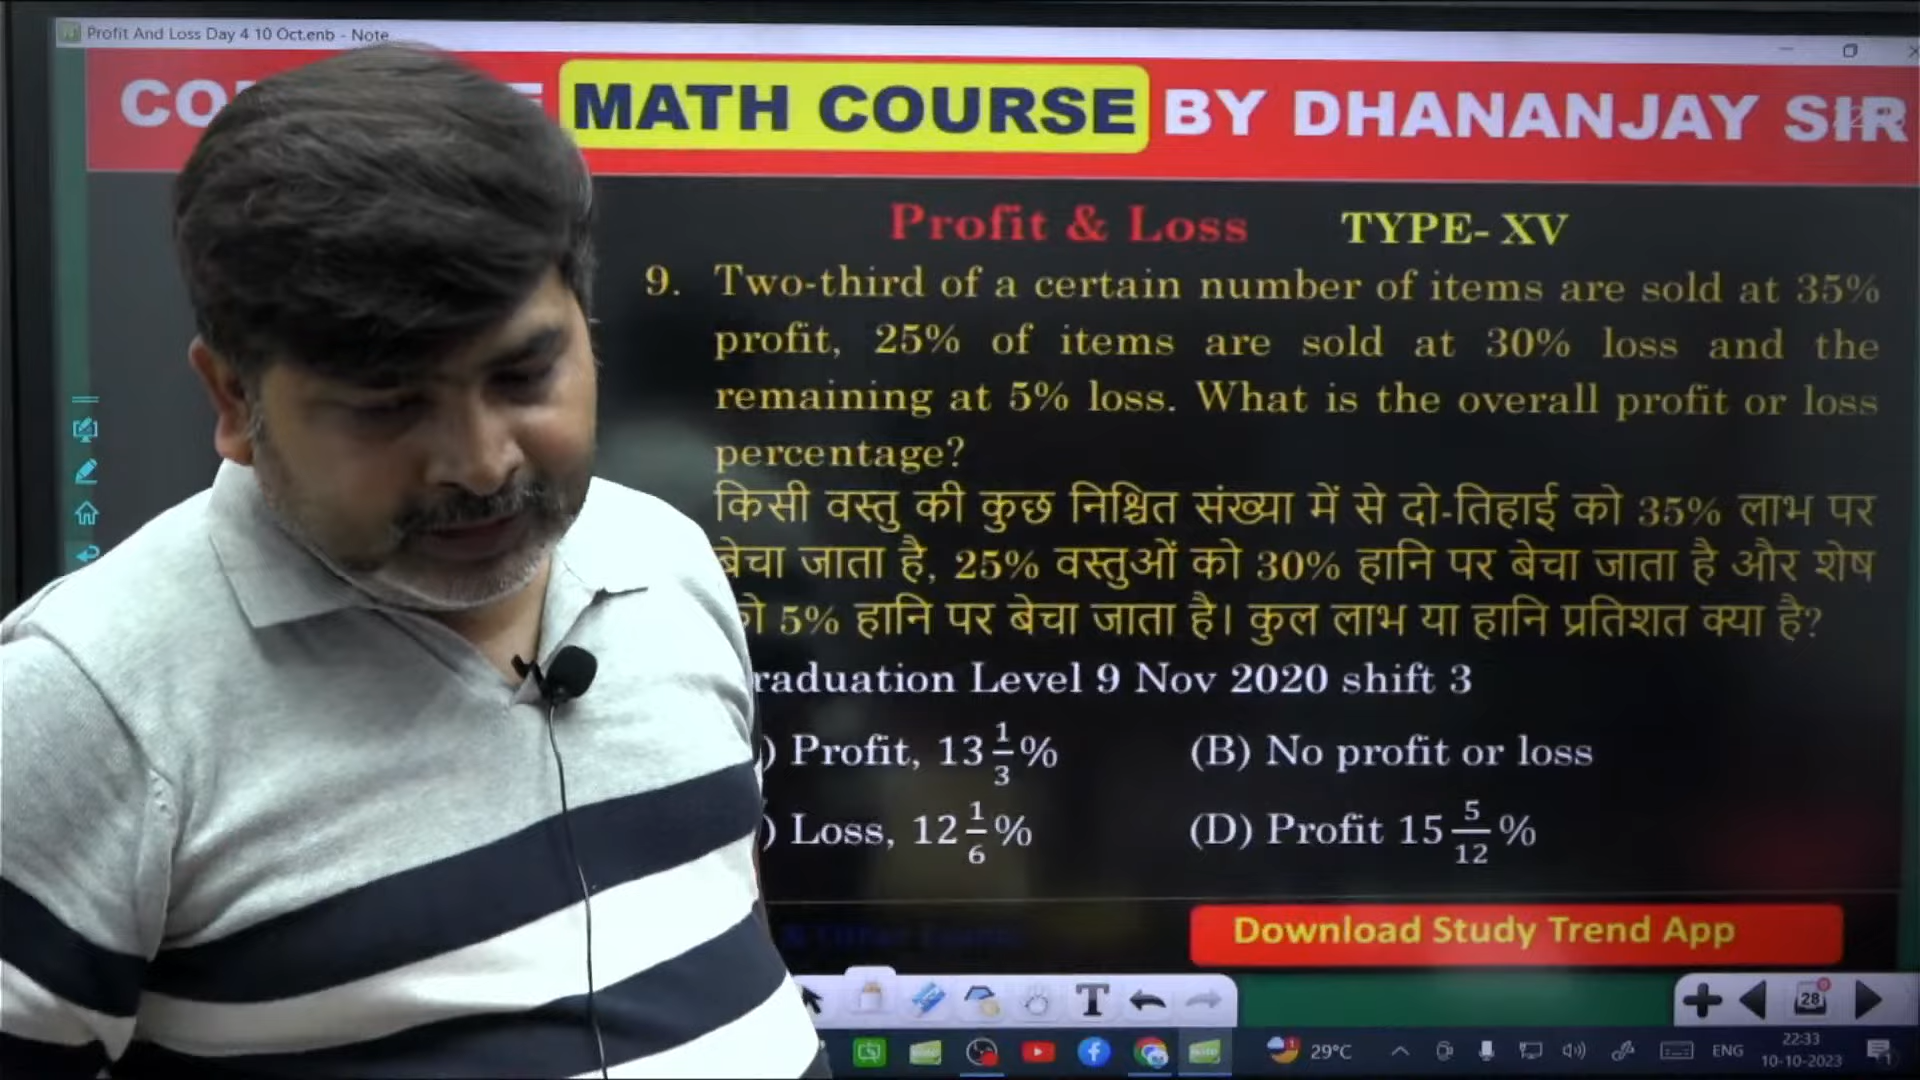 Profit And Loss Day 4 10 Oct.enb - Note
MATH COURSE BY DHANANJAY SIR
Profit & Loss TYPE- XV
9. Two-third of a certain number of items are sold at 35%
profit, 25% of items are sold at 30% loss and the
remaining at 5% loss. What is the overall profit or loss
percentage?
किसी वस्तु की कुछ निश्चित संख्या में से दो-तिहाई को 35% लाभ पर
बेचा जाता है, 25% वस्तुओं को 30% हानि पर बेचा जाता है और शेष
5% हानि पर बेचा जाता है। कुल लाभ या हानि प्रतिशत क्या है?
Level 9 Nov 2020 shift 3
) Profit, 13 1/3 % (B) No profit or loss
) Loss, 12 1/6 % (D) Profit 15 5/12 %
Download Study Trend App
T 28
29°C ENG 22:33
10-10-2023